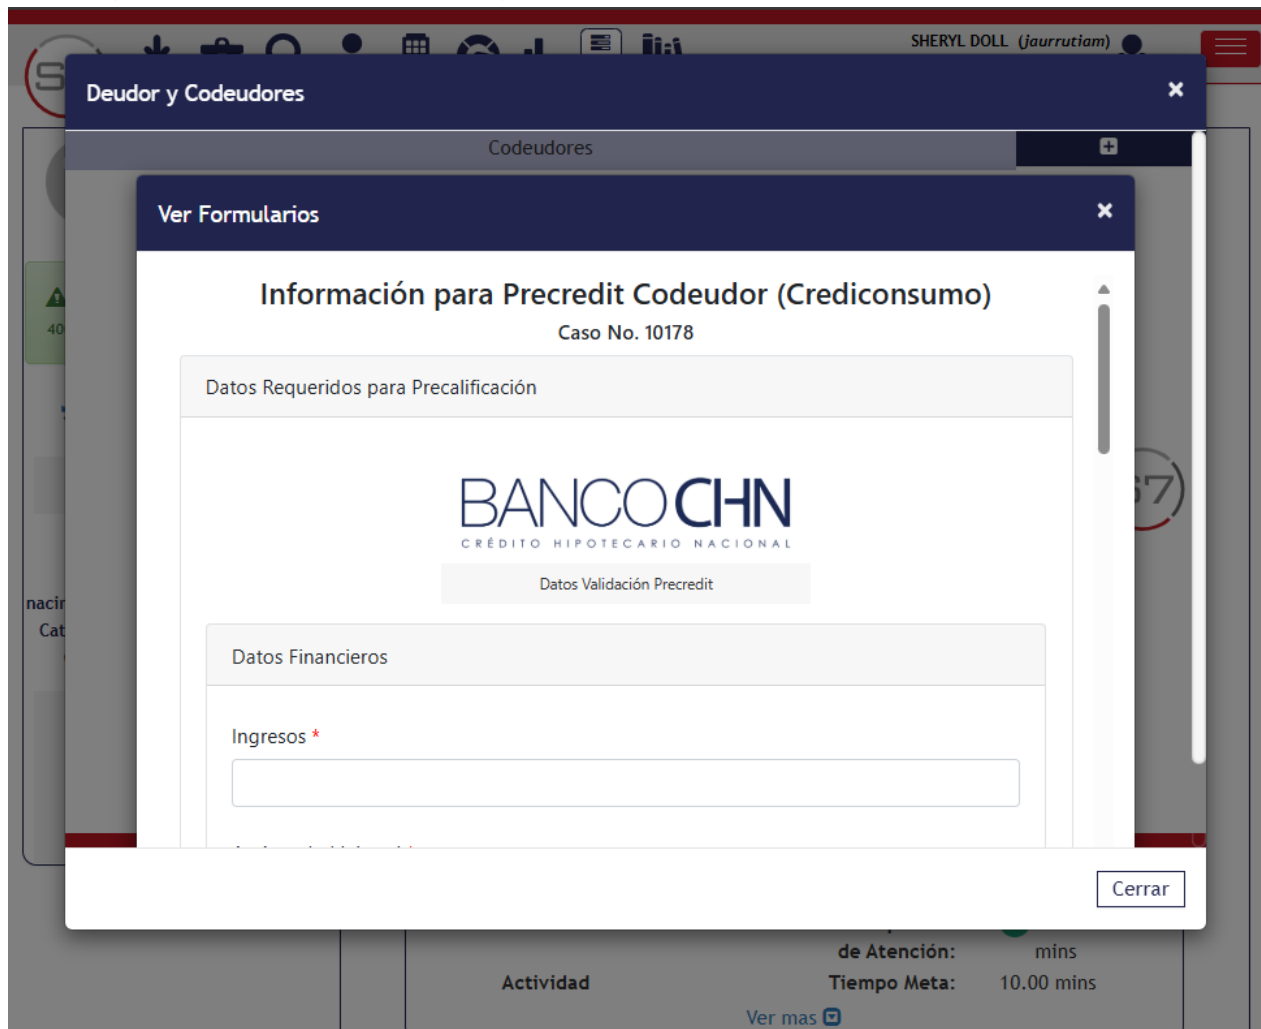 SHERYL DOLL (jaurrutiam)
Deudor y Codeudores
Codeudores
Ver Formularios
Información para Precredit Codeudor (Crediconsumo)
Caso No. 10178
Datos Requeridos para Precalificación
BANCO CHN
CRÉDITO HIPOTECARIO NACIONAL
Datos Validación Precredit
Datos Financieros
Ingresos *
Cerrar
de Atención: mins
Actividad Tiempo Meta: 10.00 mins
Ver mas